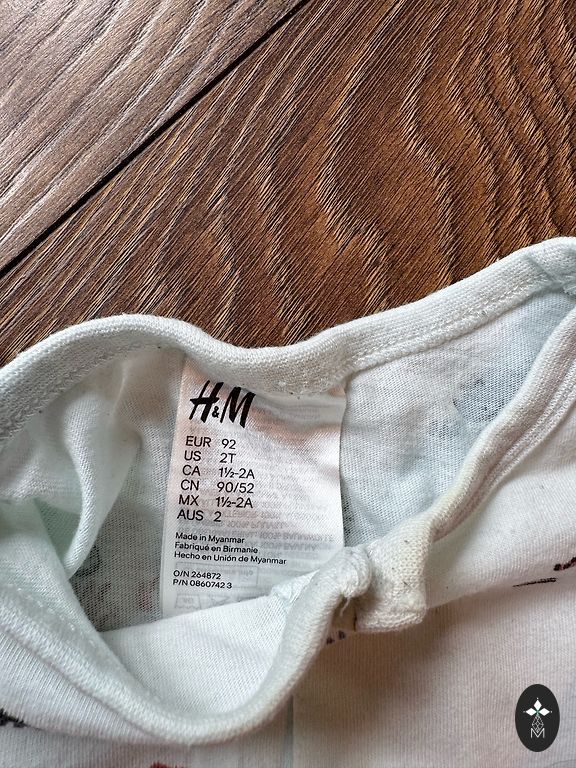 H&M
EUR 92
US 2T
CA 1½-2A
CN 90/52
MX 1½-2A
AUS 2
Made in Myanmar
Fabriqué en Birmanie
Hecho en Unión de Myanmar
O/N 264872
P/N 0860742 3